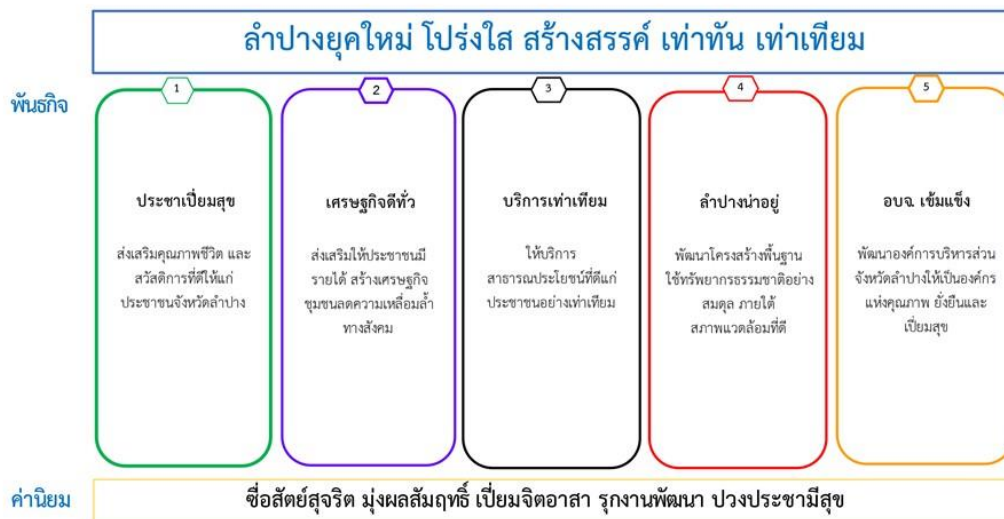 ลำปางยุคใหม่ โปร่งใส สร้างสรรค์ เท่าทัน เท่าเทียม
พันธกิจ
1
ประชาเปี่ยมสุข
ส่งเสริมคุณภาพชีวิต และ
สวัสดิการที่ดีให้แก่
ประชาชนจังหวัดลำปาง
2
เศรษฐกิจดีทั่ว
ส่งเสริมให้ประชาชนมี
รายได้ สร้างเศรษฐกิจ
ชุมชนลดความเหลื่อมล้ำ
ทางสังคม
3
บริการเท่าเทียม
ให้บริการ
สาธารณประโยชน์ที่ดีแก่
ประชาชนอย่างเท่าเทียม
4
ลำปางน่าอยู่
พัฒนาโครงสร้างพื้นฐาน
ใช้ทรัพยากรธรรมชาติอย่าง
สมดุล ภายใต้
สภาพแวดล้อมที่ดี
5
อบจ. เข้มแข็ง
พัฒนาองค์การบริหารส่วน
จังหวัดลำปางให้เป็นองค์กร
แห่งคุณภาพ ยั่งยืนและ
เปี่ยมสุข
ค่านิยม
ซื่อสัตย์สุจริต มุ่งผลสัมฤทธิ์ เปี่ยมจิตอาสา รุกงานพัฒนา ปวงประชามีสุข